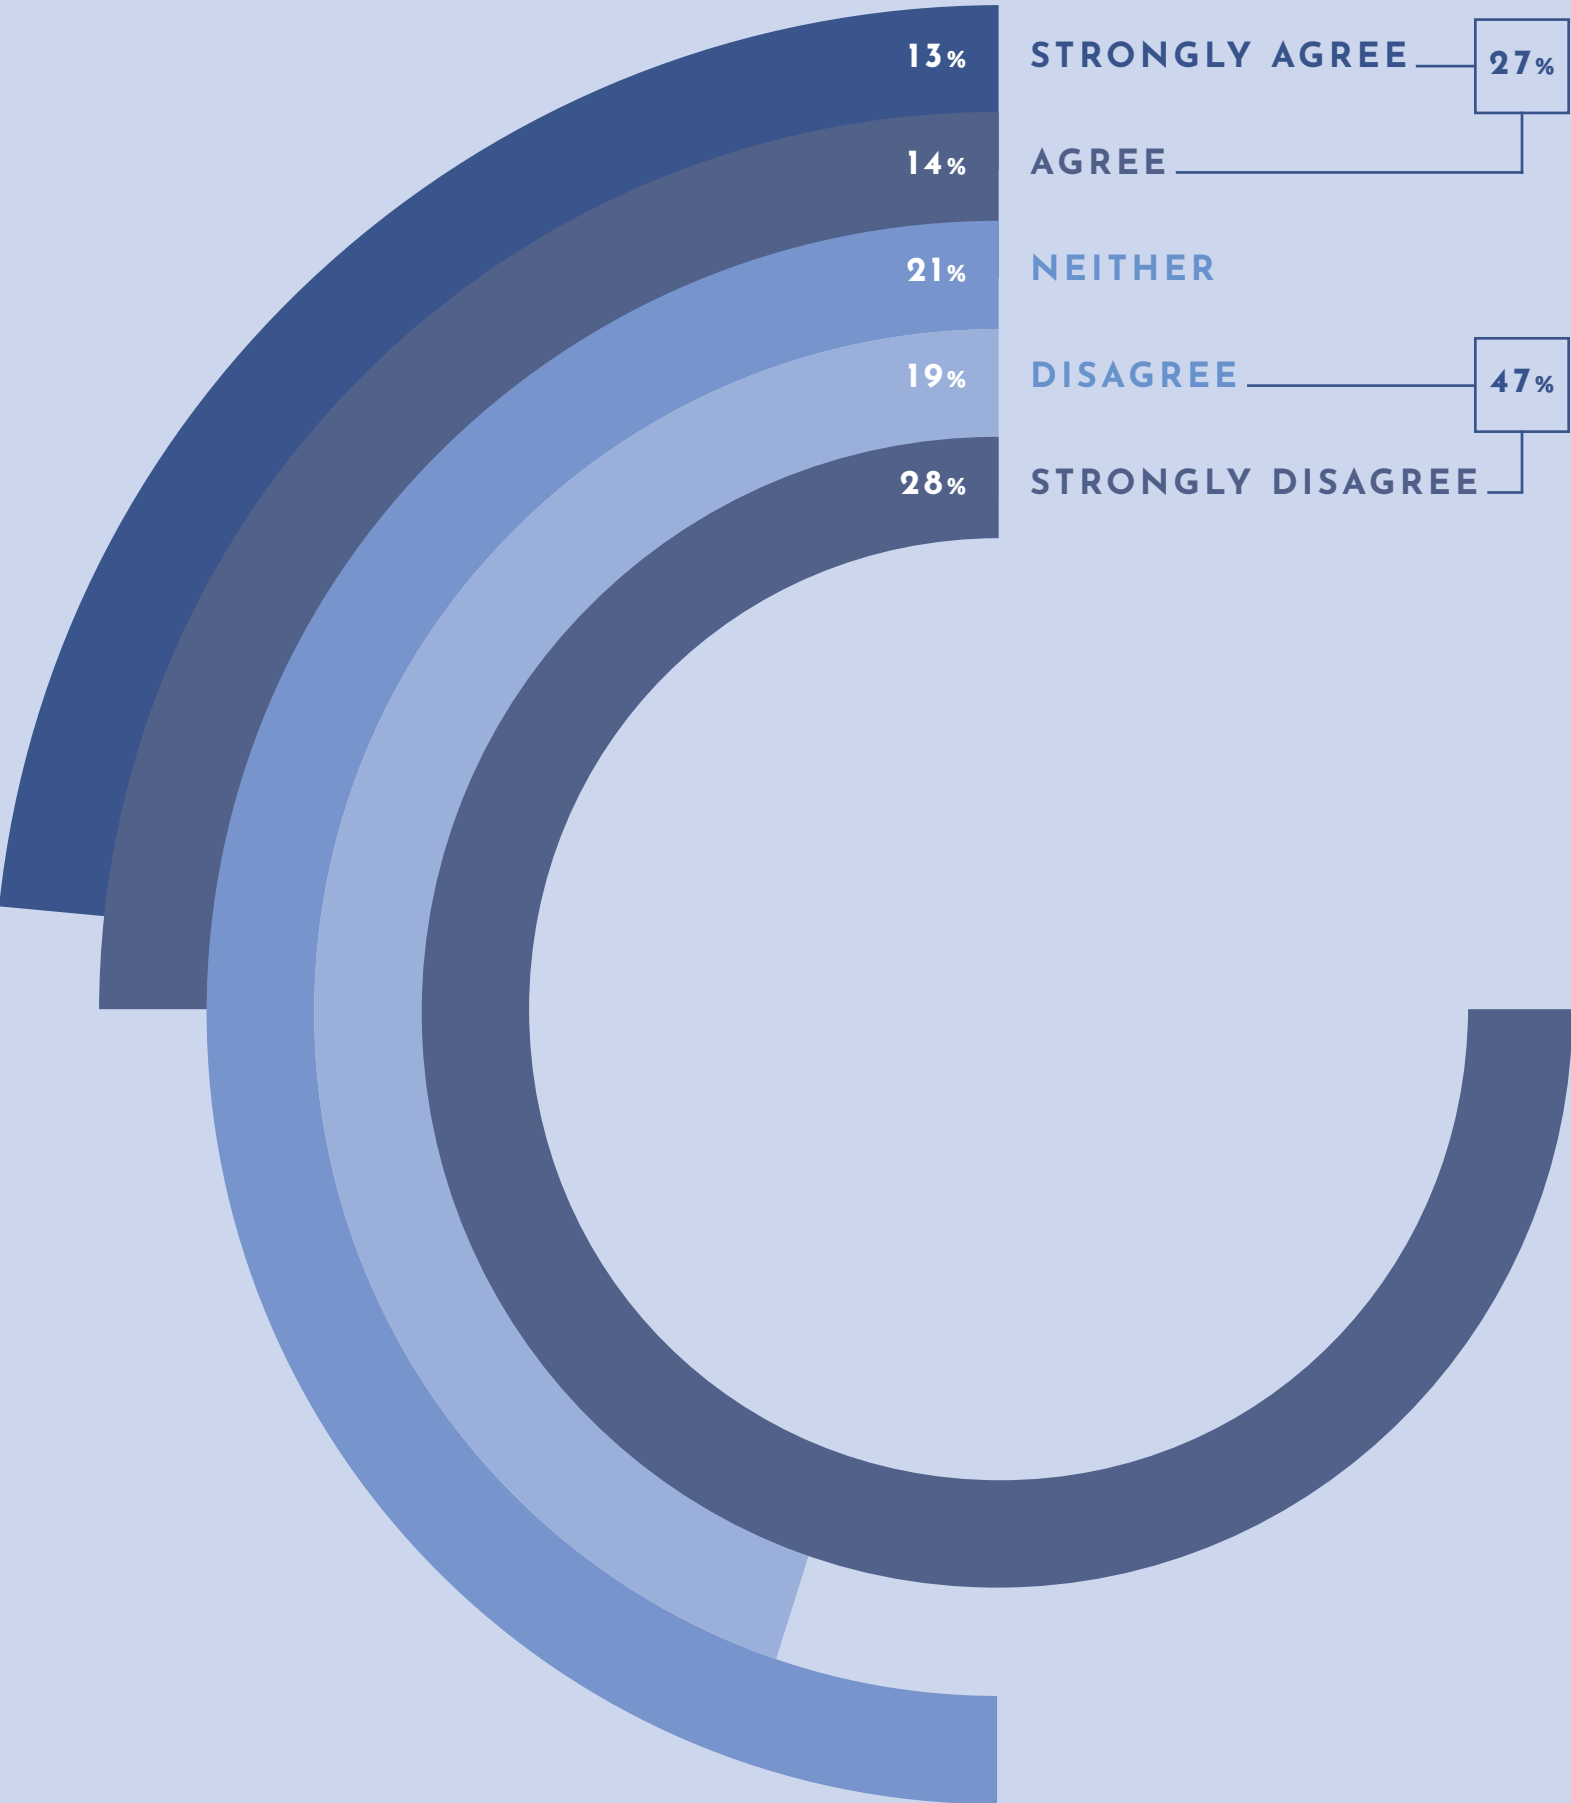 13% STRONGLY AGREE 27%
14% AGREE
21% NEITHER
19% DISAGREE 47%
28% STRONGLY DISAGREE